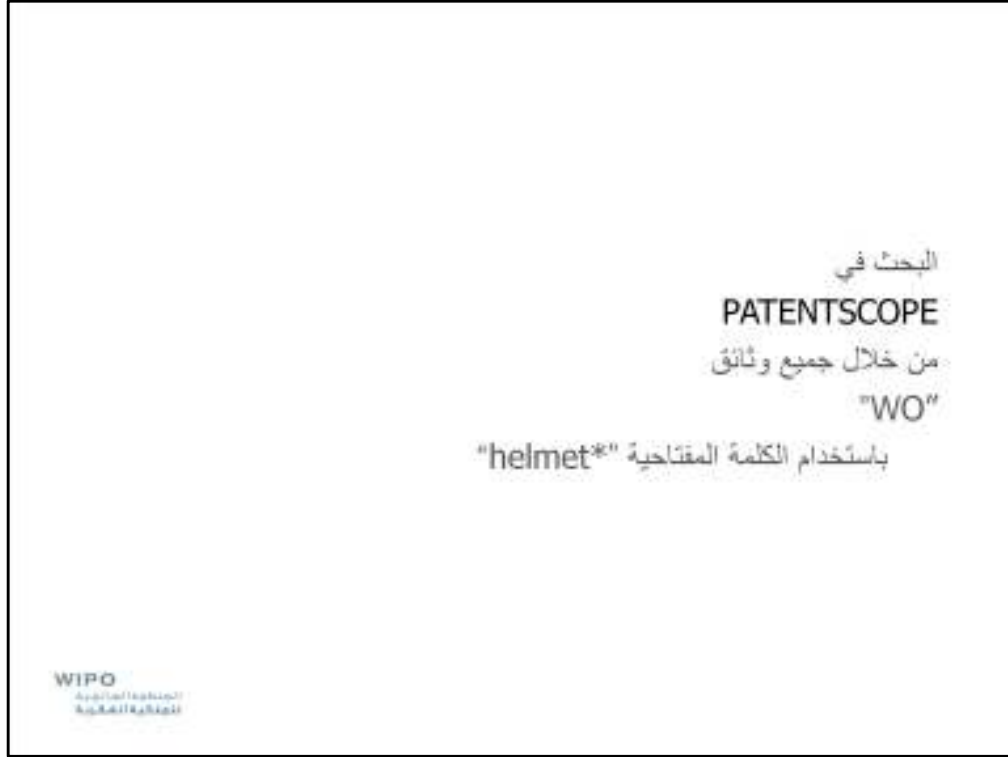 البحث في
PATENTSCOPE
من خلال جميع وثائق
"WO"
باستخدام الكلمة المفتاحية "helmet*"
WIPO